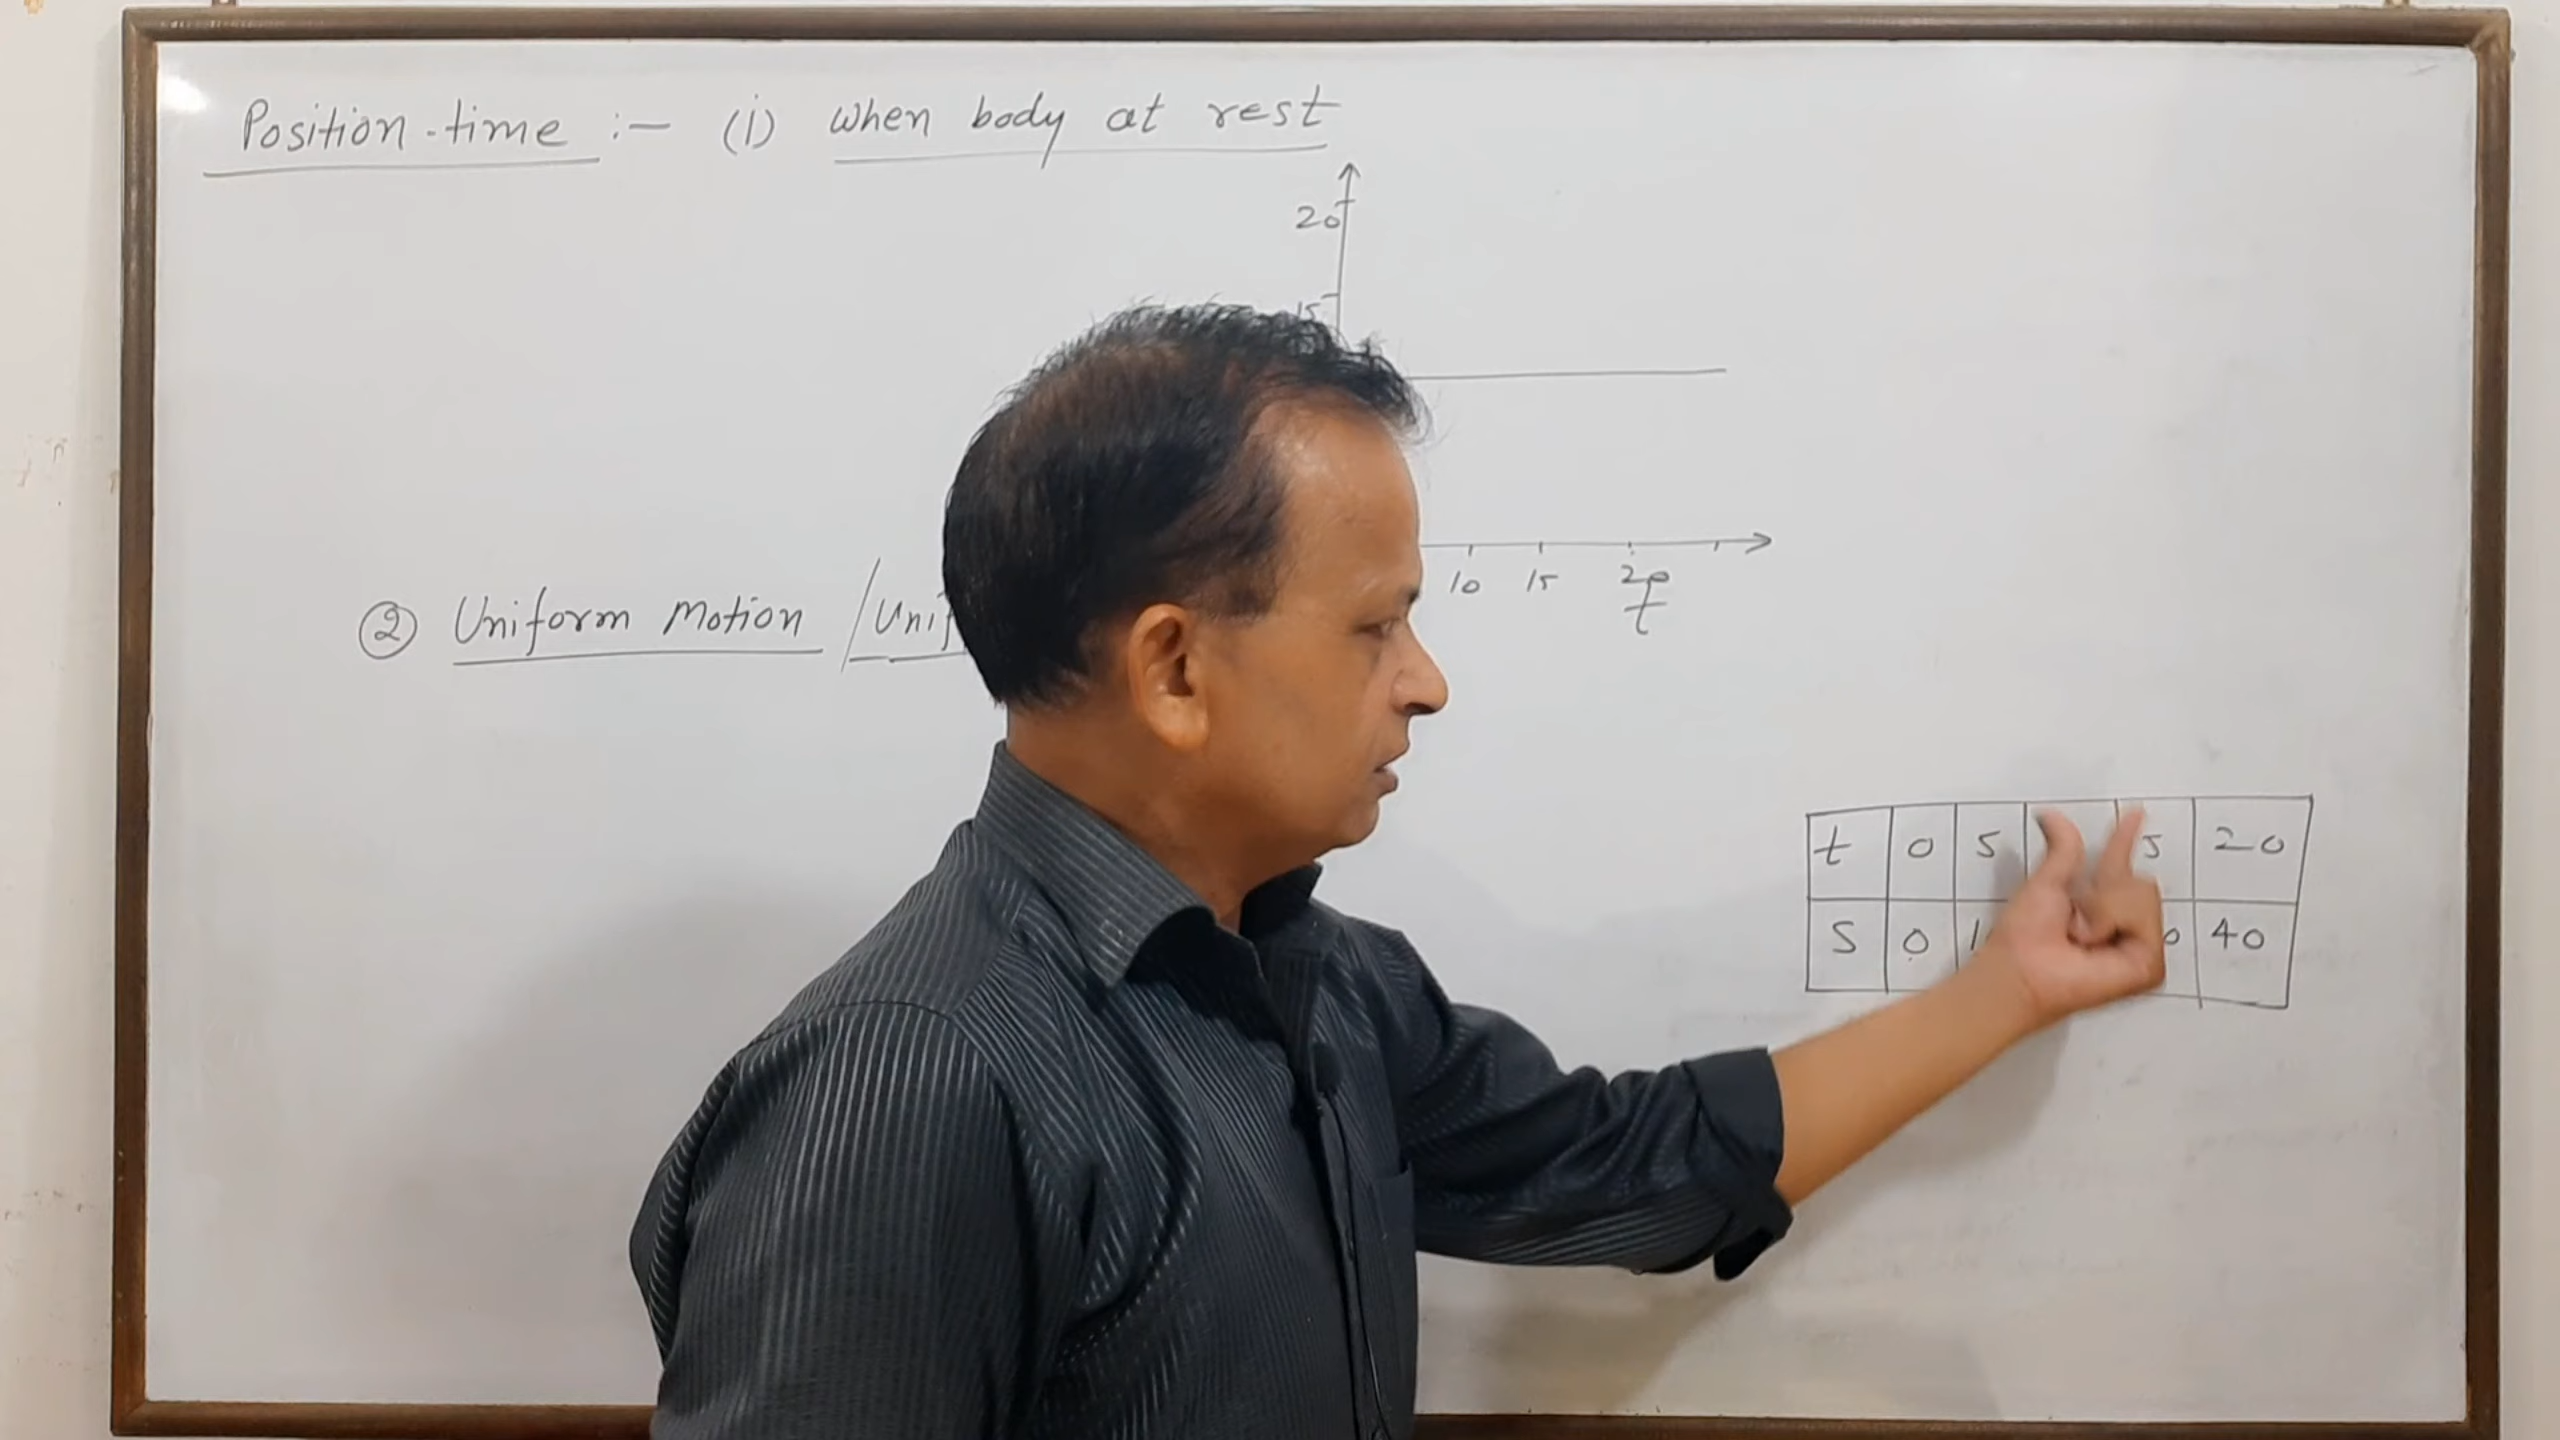 Position-time :- (i) when body at rest
20
15
10 15 20
t
② Uniform Motion /
t 0 5 20
S 0 40